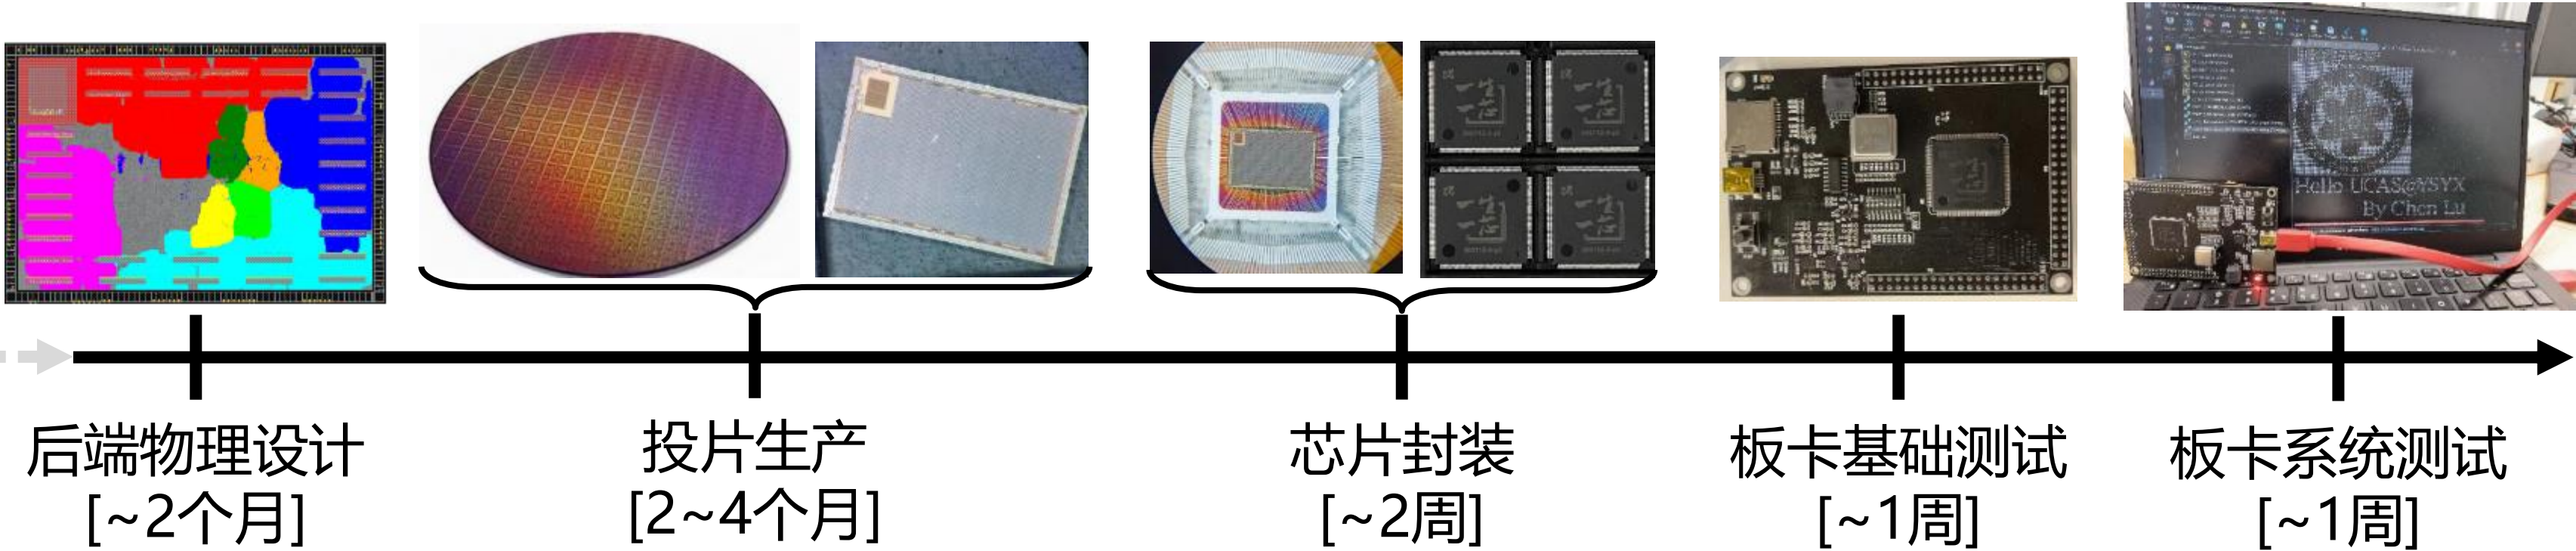 Hello UCAS@YSYX
By Chen Lu
后端物理设计
[~2个月]
投片生产
[2~4个月]
芯片封装
[~2周]
板卡基础测试
[~1周]
板卡系统测试
[~1周]